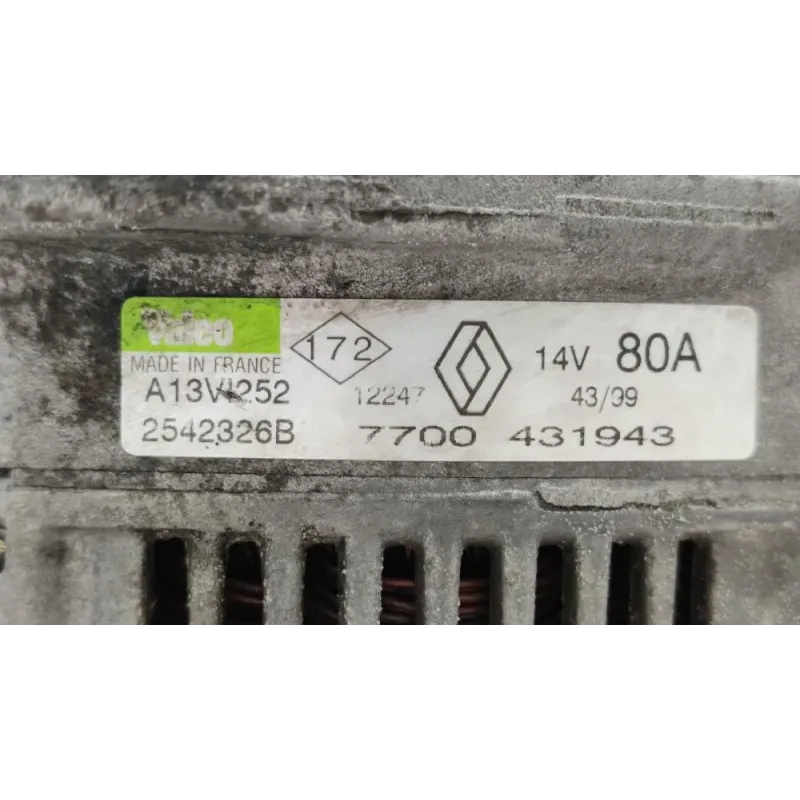 Valeo
MADE IN FRANCE
172
14V 80A
A13VI252
12247
43/99
2542326B
7700 431943